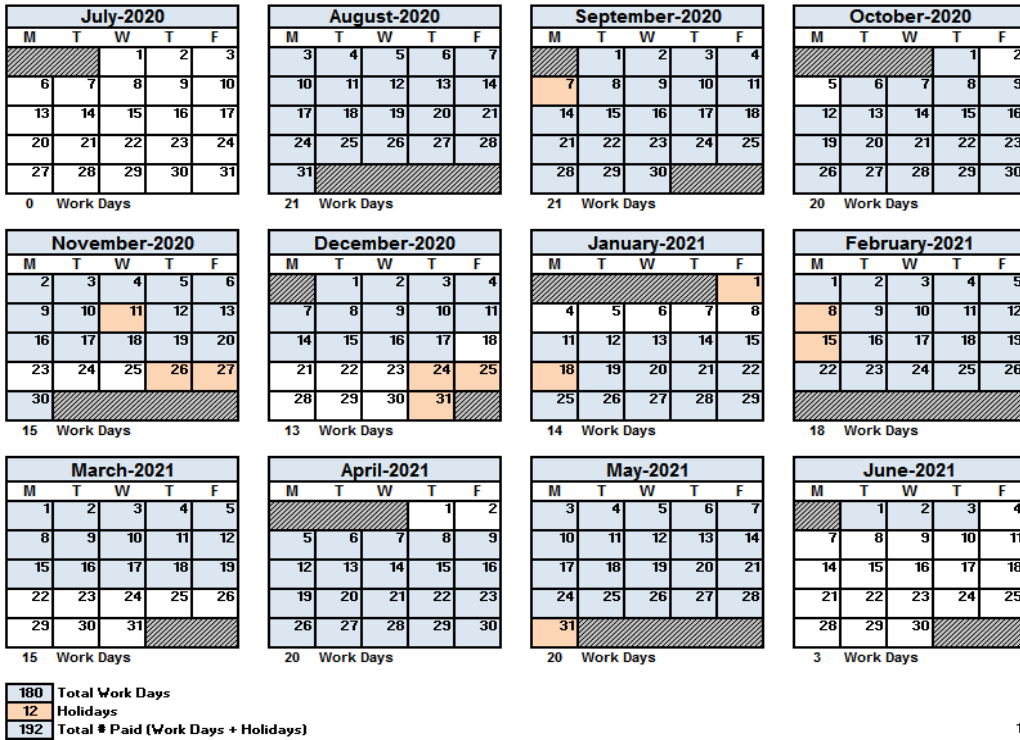 July-2020 August-2020 September-2020 October-2020
M T W T F M T W T F M T W T F M T W T F
1 2 3 3 4 5 6 7 1 2 3 4 1 2
6 7 8 9 10 10 11 12 13 14 7 8 9 10 11 5 6 7 8 9
13 14 15 16 17 17 18 19 20 21 14 15 16 17 18 12 13 14 15 16
20 21 22 23 24 24 25 26 27 28 21 22 23 24 25 19 20 21 22 23
27 28 29 30 31 31 28 29 30 26 27 28 29 30
0 Work Days 21 Work Days 21 Work Days 20 Work Days
November-2020 December-2020 January-2021 February-2021
M T W T F M T W T F M T W T F M T W T F
2 3 4 5 6 1 2 3 4 1 1 2 3 4 5
9 10 11 12 13 7 8 9 10 11 4 5 6 7 8 8 9 10 11 12
16 17 18 19 20 14 15 16 17 18 11 12 13 14 15 15 16 17 18 19
23 24 25 26 27 21 22 23 24 25 18 19 20 21 22 22 23 24 25 26
30 28 29 30 31 25 26 27 28 29
15 Work Days 13 Work Days 14 Work Days 18 Work Days
March-2021 April-2021 May-2021 June-2021
M T W T F M T W T F M T W T F M T W T F
1 2 3 4 5 1 2 3 4 5 6 7 1 2 3 4
8 9 10 11 12 5 6 7 8 9 10 11 12 13 14 7 8 9 10 11
15 16 17 18 19 12 13 14 15 16 17 18 19 20 21 14 15 16 17 18
22 23 24 25 26 19 20 21 22 23 24 25 26 27 28 21 22 23 24 25
29 30 31 26 27 28 29 30 31 28 29 30
15 Work Days 20 Work Days 20 Work Days 3 Work Days
180 Total Work Days
12 Holidays
192 Total # Paid (Work Days + Holidays)